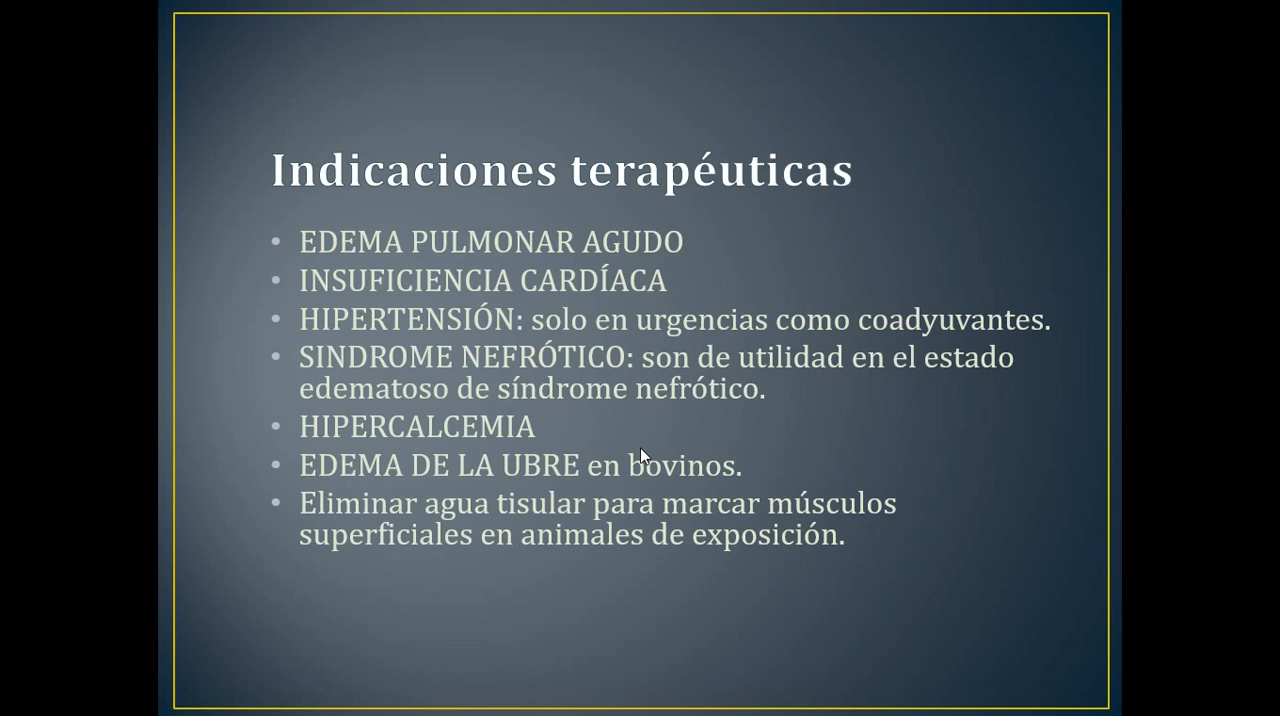 Indicaciones terapéuticas
• EDEMA PULMONAR AGUDO
• INSUFICIENCIA CARDÍACA
• HIPERTENSIÓN: solo en urgencias como coadyuvantes.
• SINDROME NEFRÓTICO: son de utilidad en el estado
edematoso de síndrome nefrótico.
• HIPERCALCEMIA
• EDEMA DE LA UBRE en bovinos.
• Eliminar agua tisular para marcar músculos
superficiales en animales de exposición.